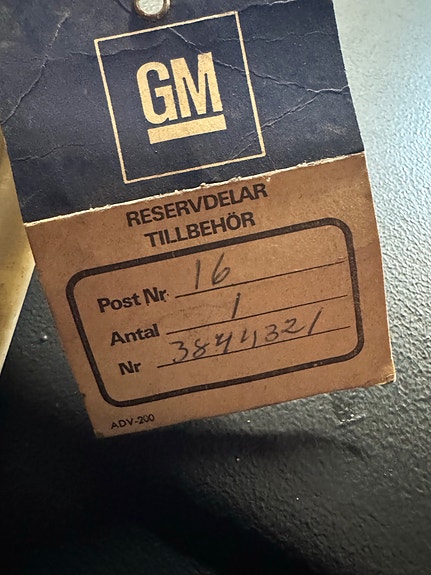 GM
RESERVDELAR
TILLBEHÖR
Post Nr 16
Antal 1
Nr 3844321
ADV-200